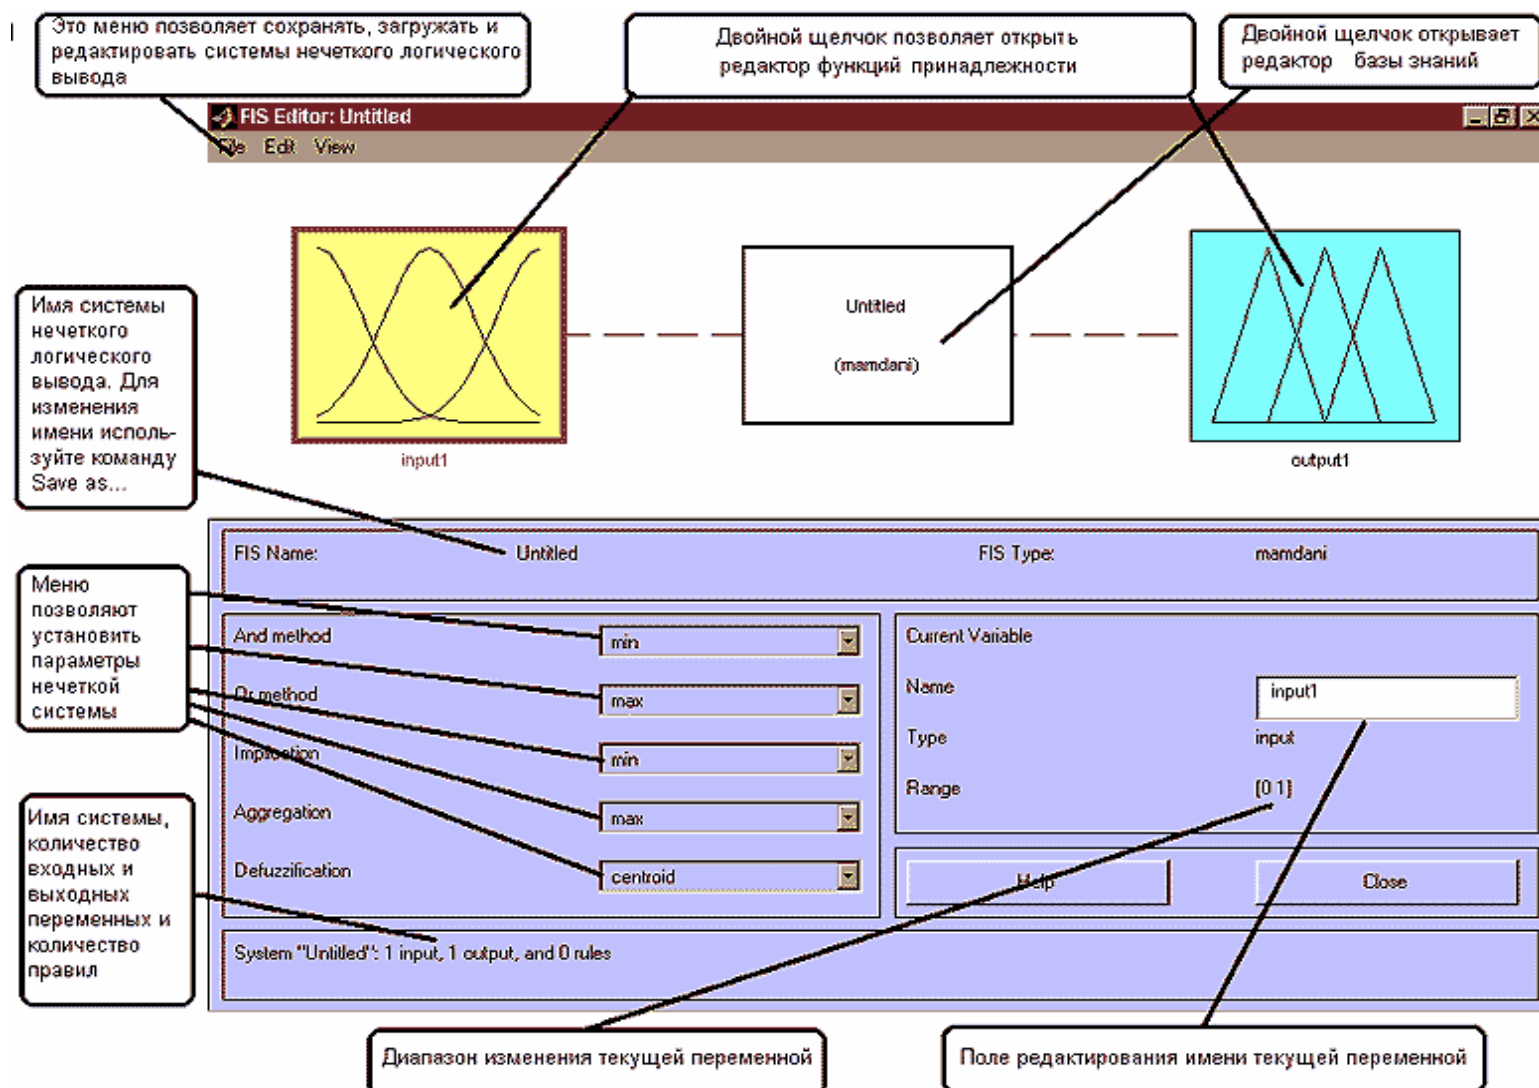 Это меню позволяет сохранять, загружать и
редактировать системы нечеткого логического
вывода
Двойной щелчок позволяет открыть
редактор функций принадлежности
Двойной щелчок открывает
редактор базы знаний
FIS Editor: Untitled
File Edit View
Имя системы
нечеткого
логического
вывода. Для
изменения
имени исполь-
зуйте команду
Save as...
input1
Untitled
(mamdani)
output1
FIS Name: Untitled FIS Type: mamdani
Меню
позволяют
установить
параметры
нечеткой
системы
And method min
Or method max
Implication min
Aggregation max
Defuzzification centroid
Current Variable
Name input1
Type input
Range [0 1]
Help Close
Имя системы,
количество
входных и
выходных
переменных и
количество
правил
System "Untitled": 1 input, 1 output, and 0 rules
Диапазон изменения текущей переменной
Поле редактирования имени текущей переменной